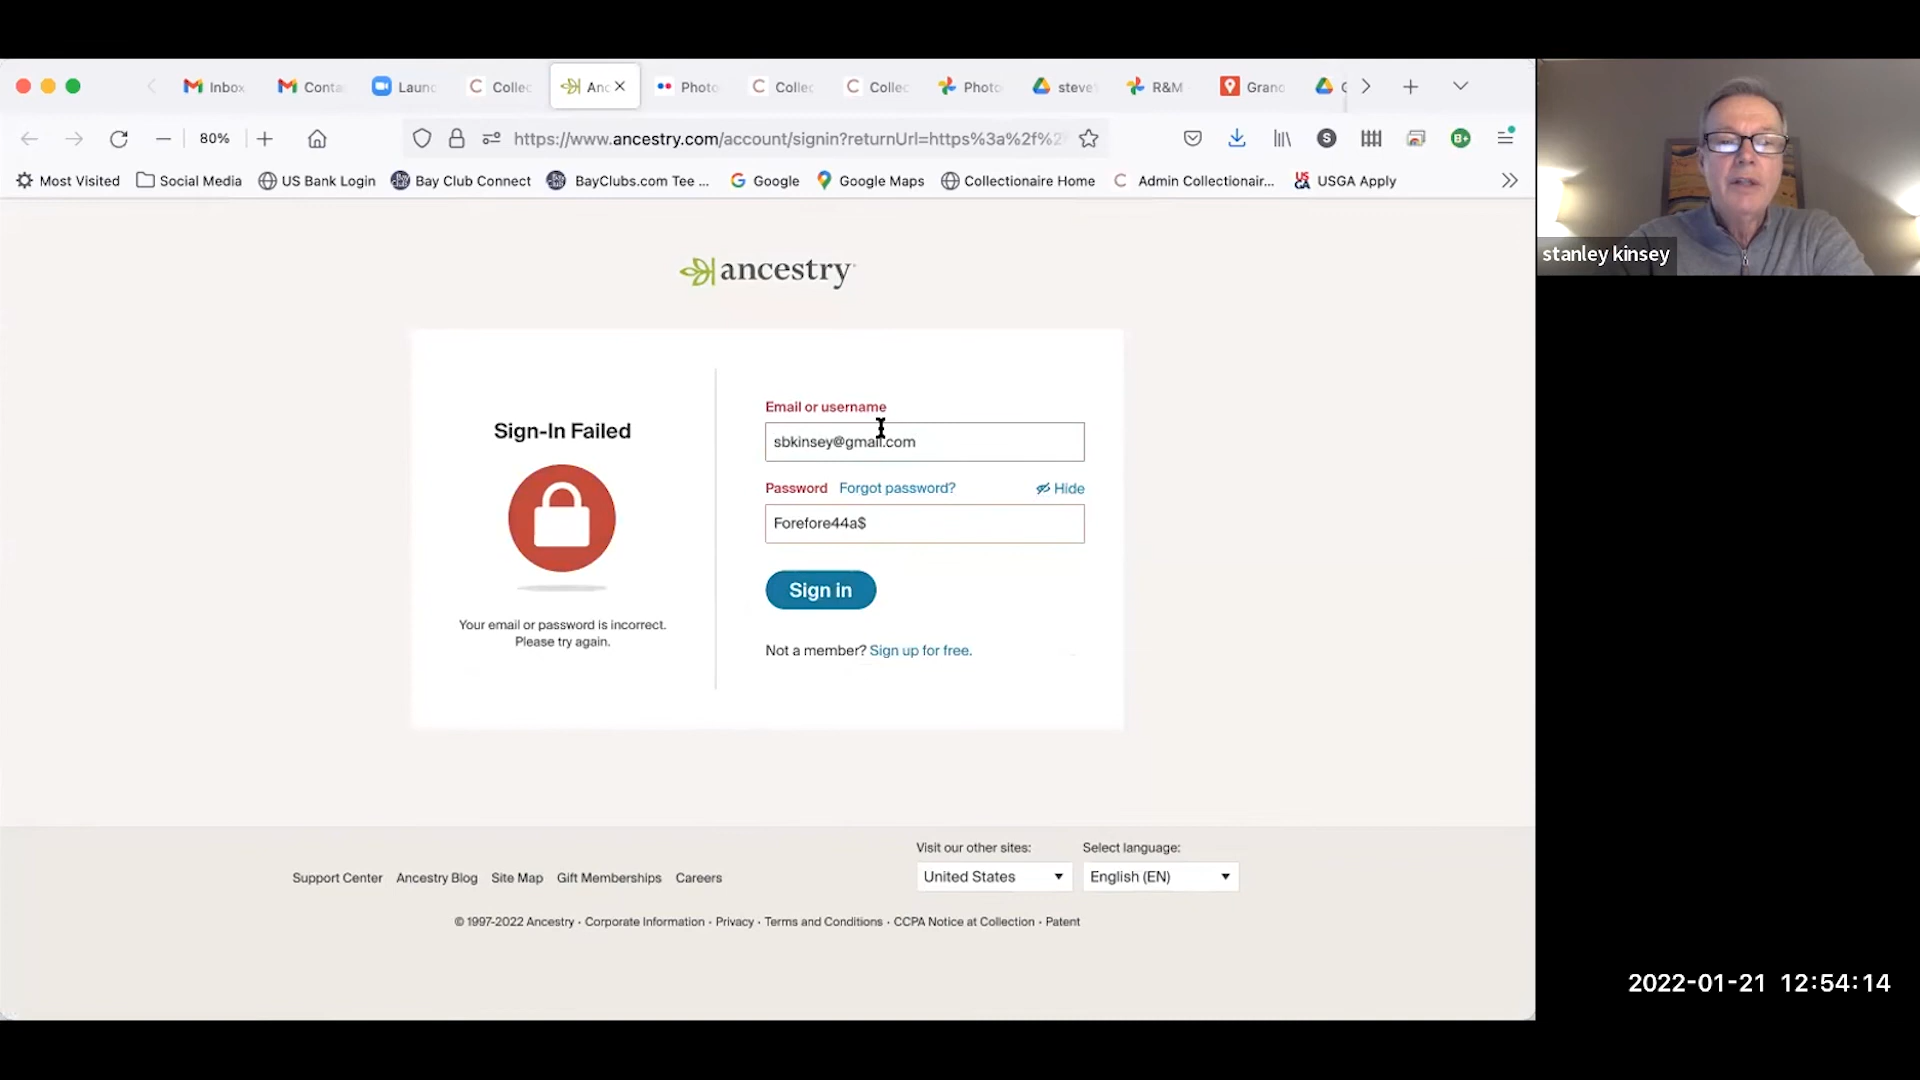 Inbox
Conta
Laun
Collec
Anc
Photo
Collec
Collec
Photo
steve
R&M
Grand
80%
https://www.ancestry.com/account/signin?returnUrl=https%3a%2f%2
Most Visited
Social Media
US Bank Login
Bay Club Connect
BayClubs.com Tee ...
Google
Google Maps
Collectionaire Home
Admin Collectionair...
USGA Apply
stanley kinsey
ancestry
Sign-In Failed
Your email or password is incorrect.
Please try again.
Email or username
sbkinsey@gmail.com
Password Forgot password? Hide
Forefore44a$
Sign in
Not a member? Sign up for free.
Visit our other sites: Select language:
United States English (EN)
Support Center Ancestry Blog Site Map Gift Memberships Careers
© 1997-2022 Ancestry · Corporate Information · Privacy · Terms and Conditions · CCPA Notice at Collection · Patent
2022-01-21 12:54:14